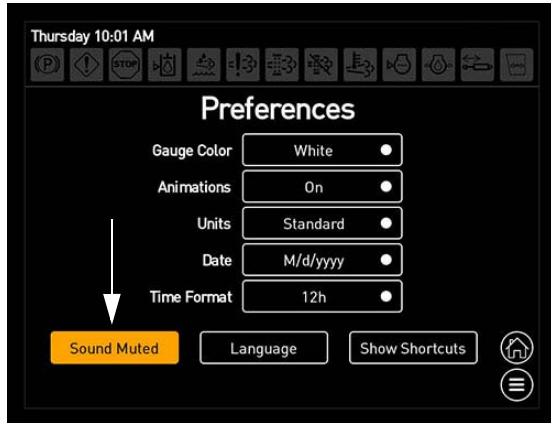 Thursday 10:01 AM
P STOP
Preferences
Gauge Color White
Animations On
Units Standard
Date M/d/yyyy
Time Format 12h
Sound Muted Language Show Shortcuts